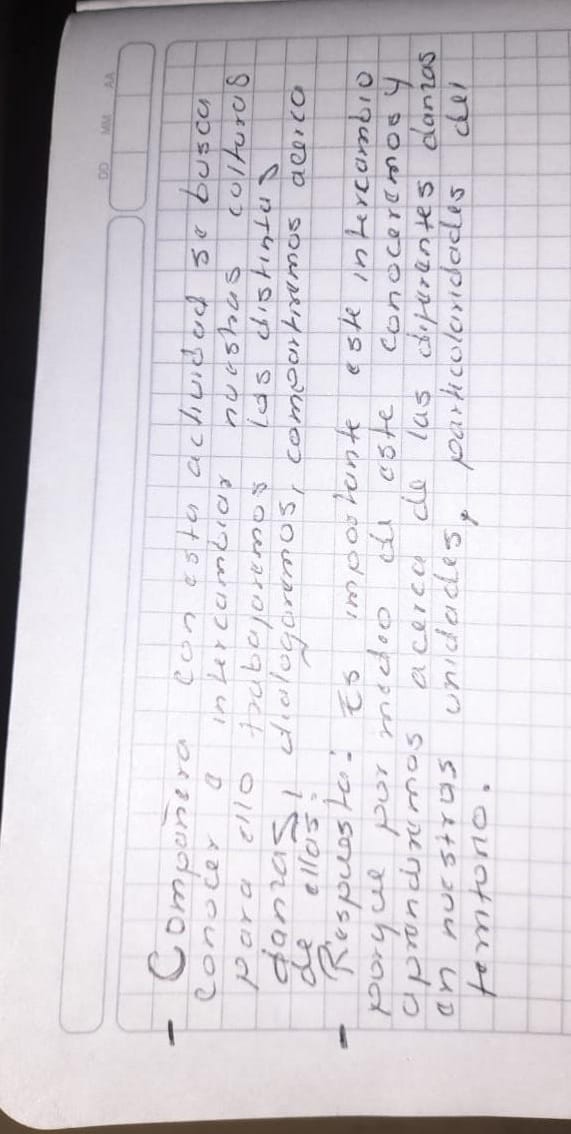 DD MM AA
- Compañera con esta actividad se busca
conocer e intercambiar nuestras culturas
para ello trabajaremos las distintas
danzas, dialogaremos, compartiremos acerca
de ellas.
- Respuesta: Es importante este intercambio
porque por medio de este conoceremos y
aprendremos acerca de las diferentes danzas
en nuestras unidades, particularidades del
territorio.